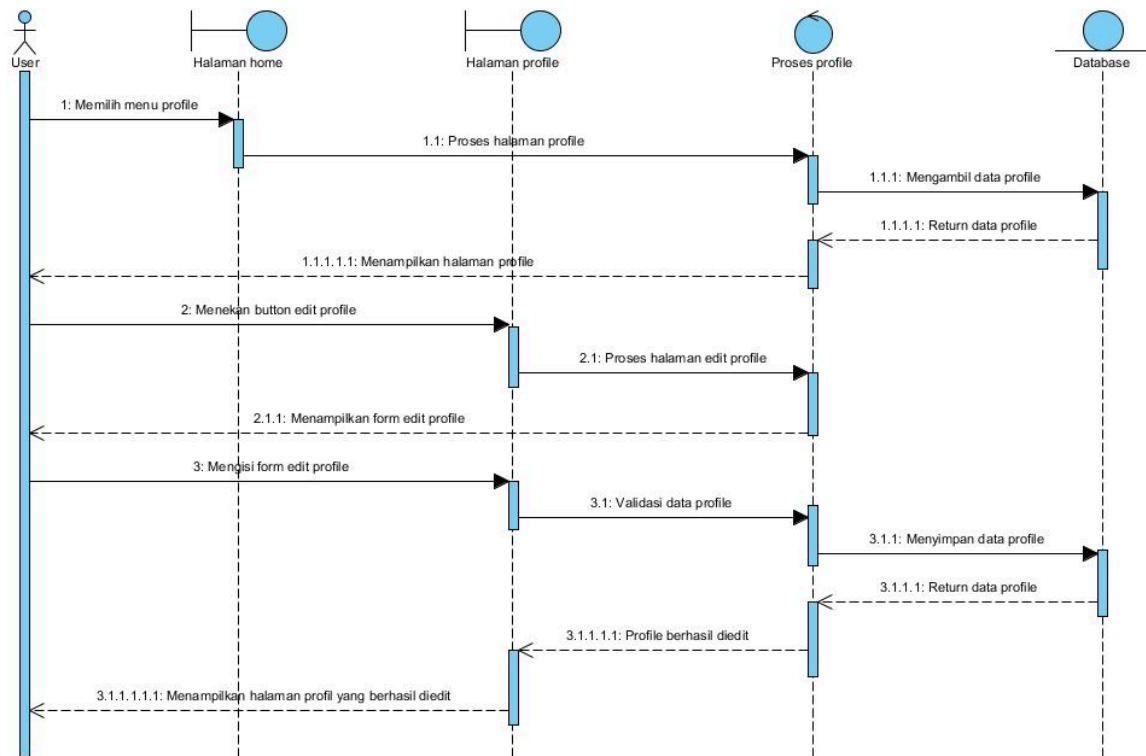 User
Halaman home
Halaman profile
Proses profile
Database
1: Memilih menu profile
1.1: Proses halaman profile
1.1.1: Mengambil data profile
1.1.1.1: Return data profile
1.1.1.1.1: Menampilkan halaman profile
2: Menekan button edit profile
2.1: Proses halaman edit profile
2.1.1: Menampilkan form edit profile
3: Mengisi form edit profile
3.1: Validasi data profile
3.1.1: Menyimpan data profile
3.1.1.1: Return data profile
3.1.1.1.1: Profile berhasil diedit
3.1.1.1.1.1: Menampilkan halaman profil yang berhasil diedit